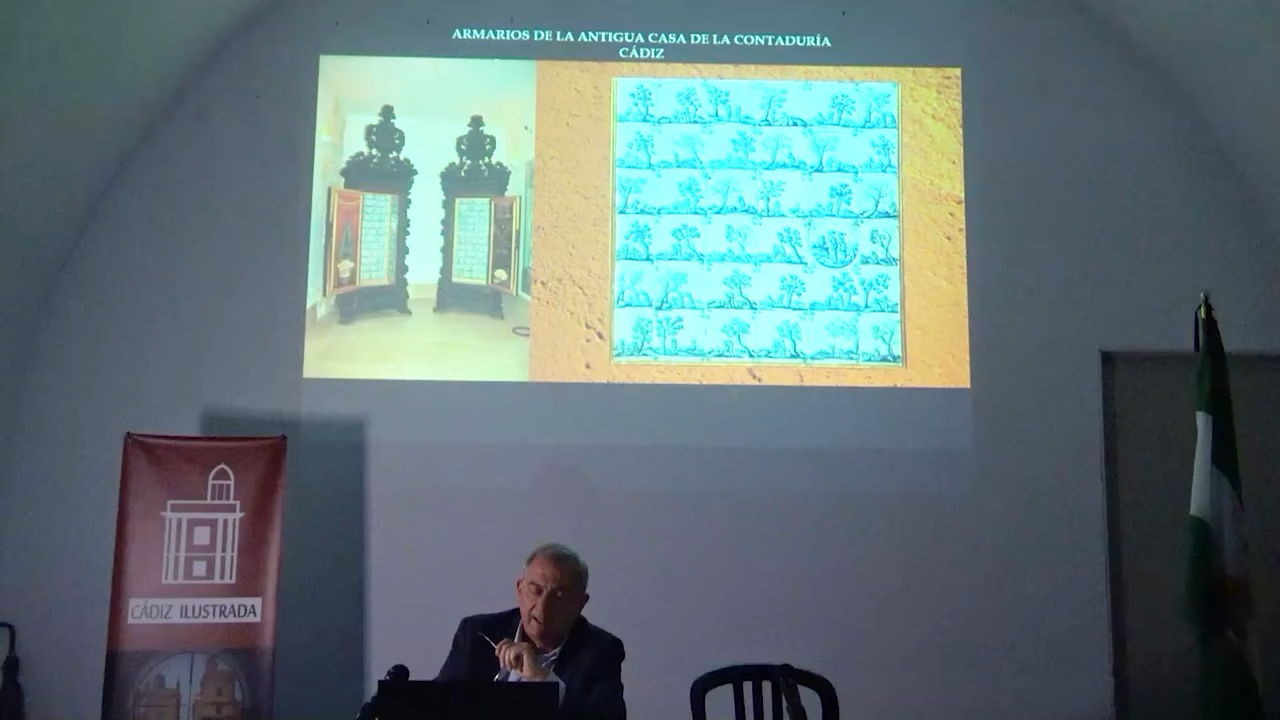 ARMARIOS DE LA ANTIGUA CASA DE LA CONTADURÍA
CÁDIZ
CÁDIZ ILUSTRADA